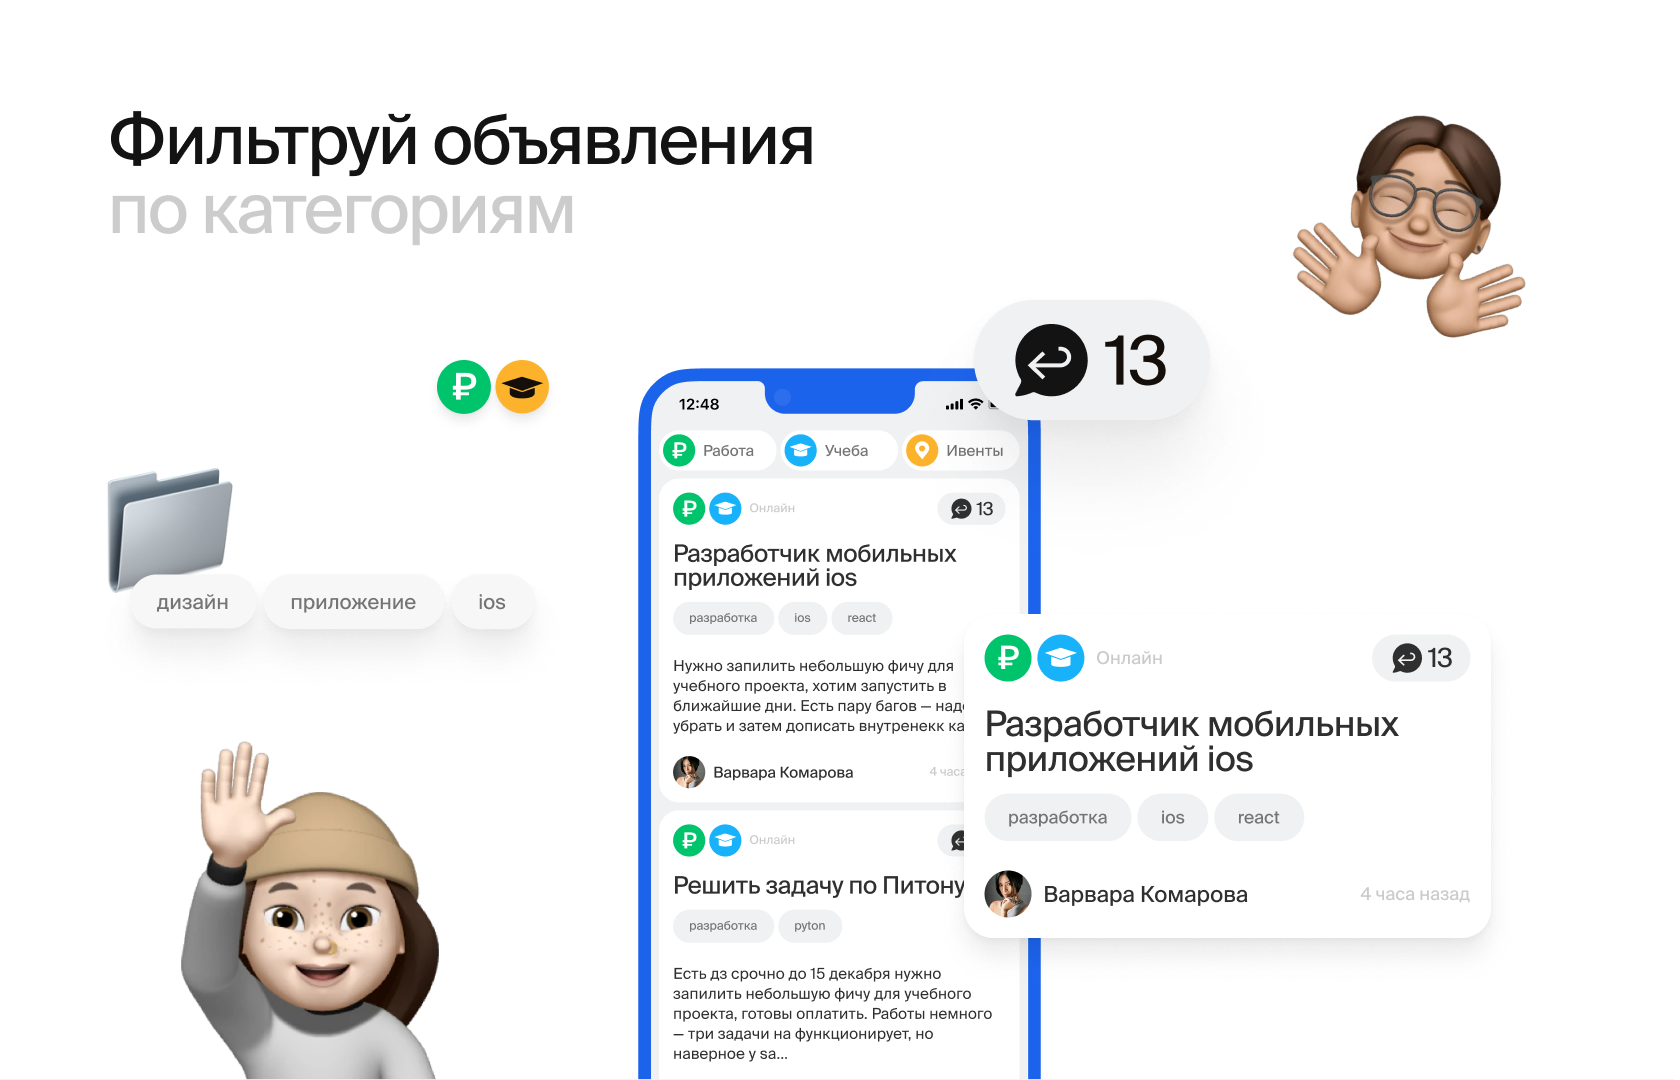 Фильтруй объявления
по категориям
13
12:48
Работа
Учеба
Ивенты
Онлайн
13
Разработчик мобильных
приложений ios
разработка
ios
react
Нужно запилить небольшую фичу для
учебного проекта, хотим запустить в
ближайшие дни. Есть пару багов —
убрать и затем дописать внутренекк
Варвара Комарова
4
дизайн
приложение
ios
Онлайн
13
Разработчик мобильных
приложений ios
разработка
ios
react
Варвара Комарова
4 часа назад
Онлайн
Решить задачу по Питону
разработка
pyton
Есть дз срочно до 15 декабря нужно
запилить небольшую фичу для учебного
проекта, готовы оплатить. Работы немного
— три задачи на функционирует, но
наверное у sa...